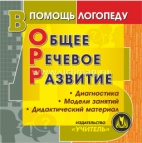 В ПОМОЩЬ ЛОГОПЕДУ
ОБЩЕЕ
РЕЧЕВОЕ
РАЗВИТИЕ
• Диагностика
• Модели занятий
• Дидактический материал
ИЗДАТЕЛЬСТВО
«УЧИТЕЛЬ»